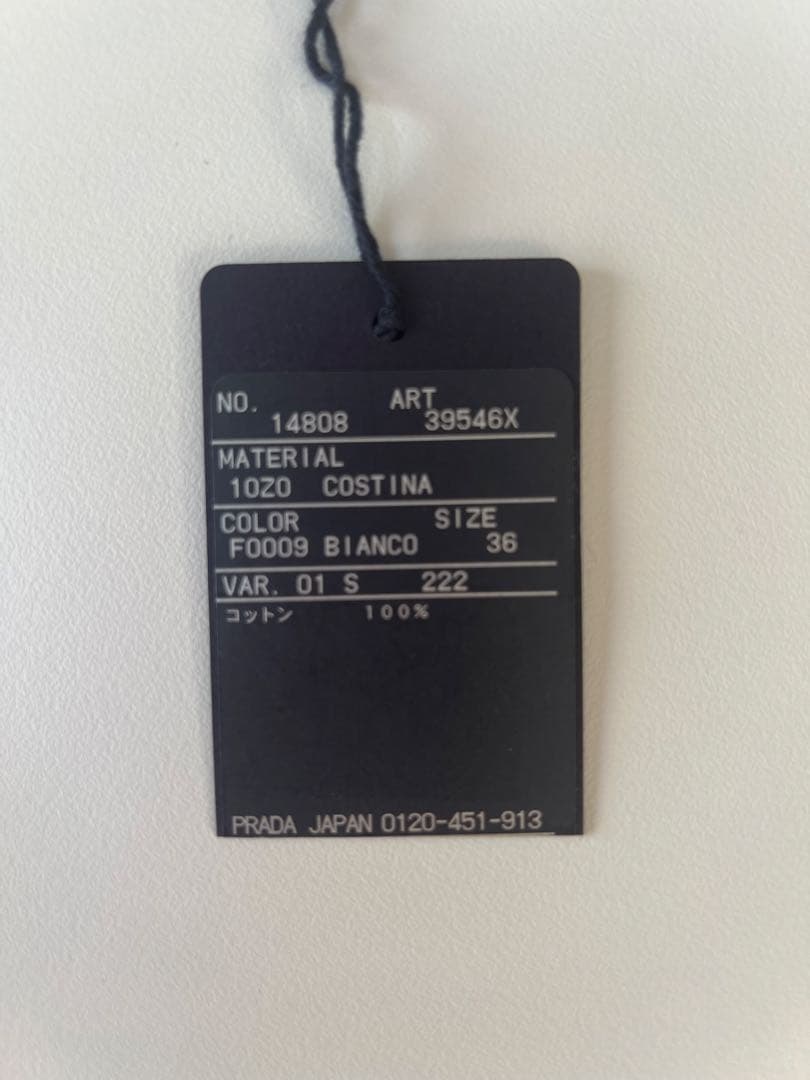 NO. ART
14808 39546X
MATERIAL
10Z0 COSTINA
COLOR SIZE
F0009 BIANCO 36
VAR. 01 S 222
コットン 100%
PRADA JAPAN 0120-451-913